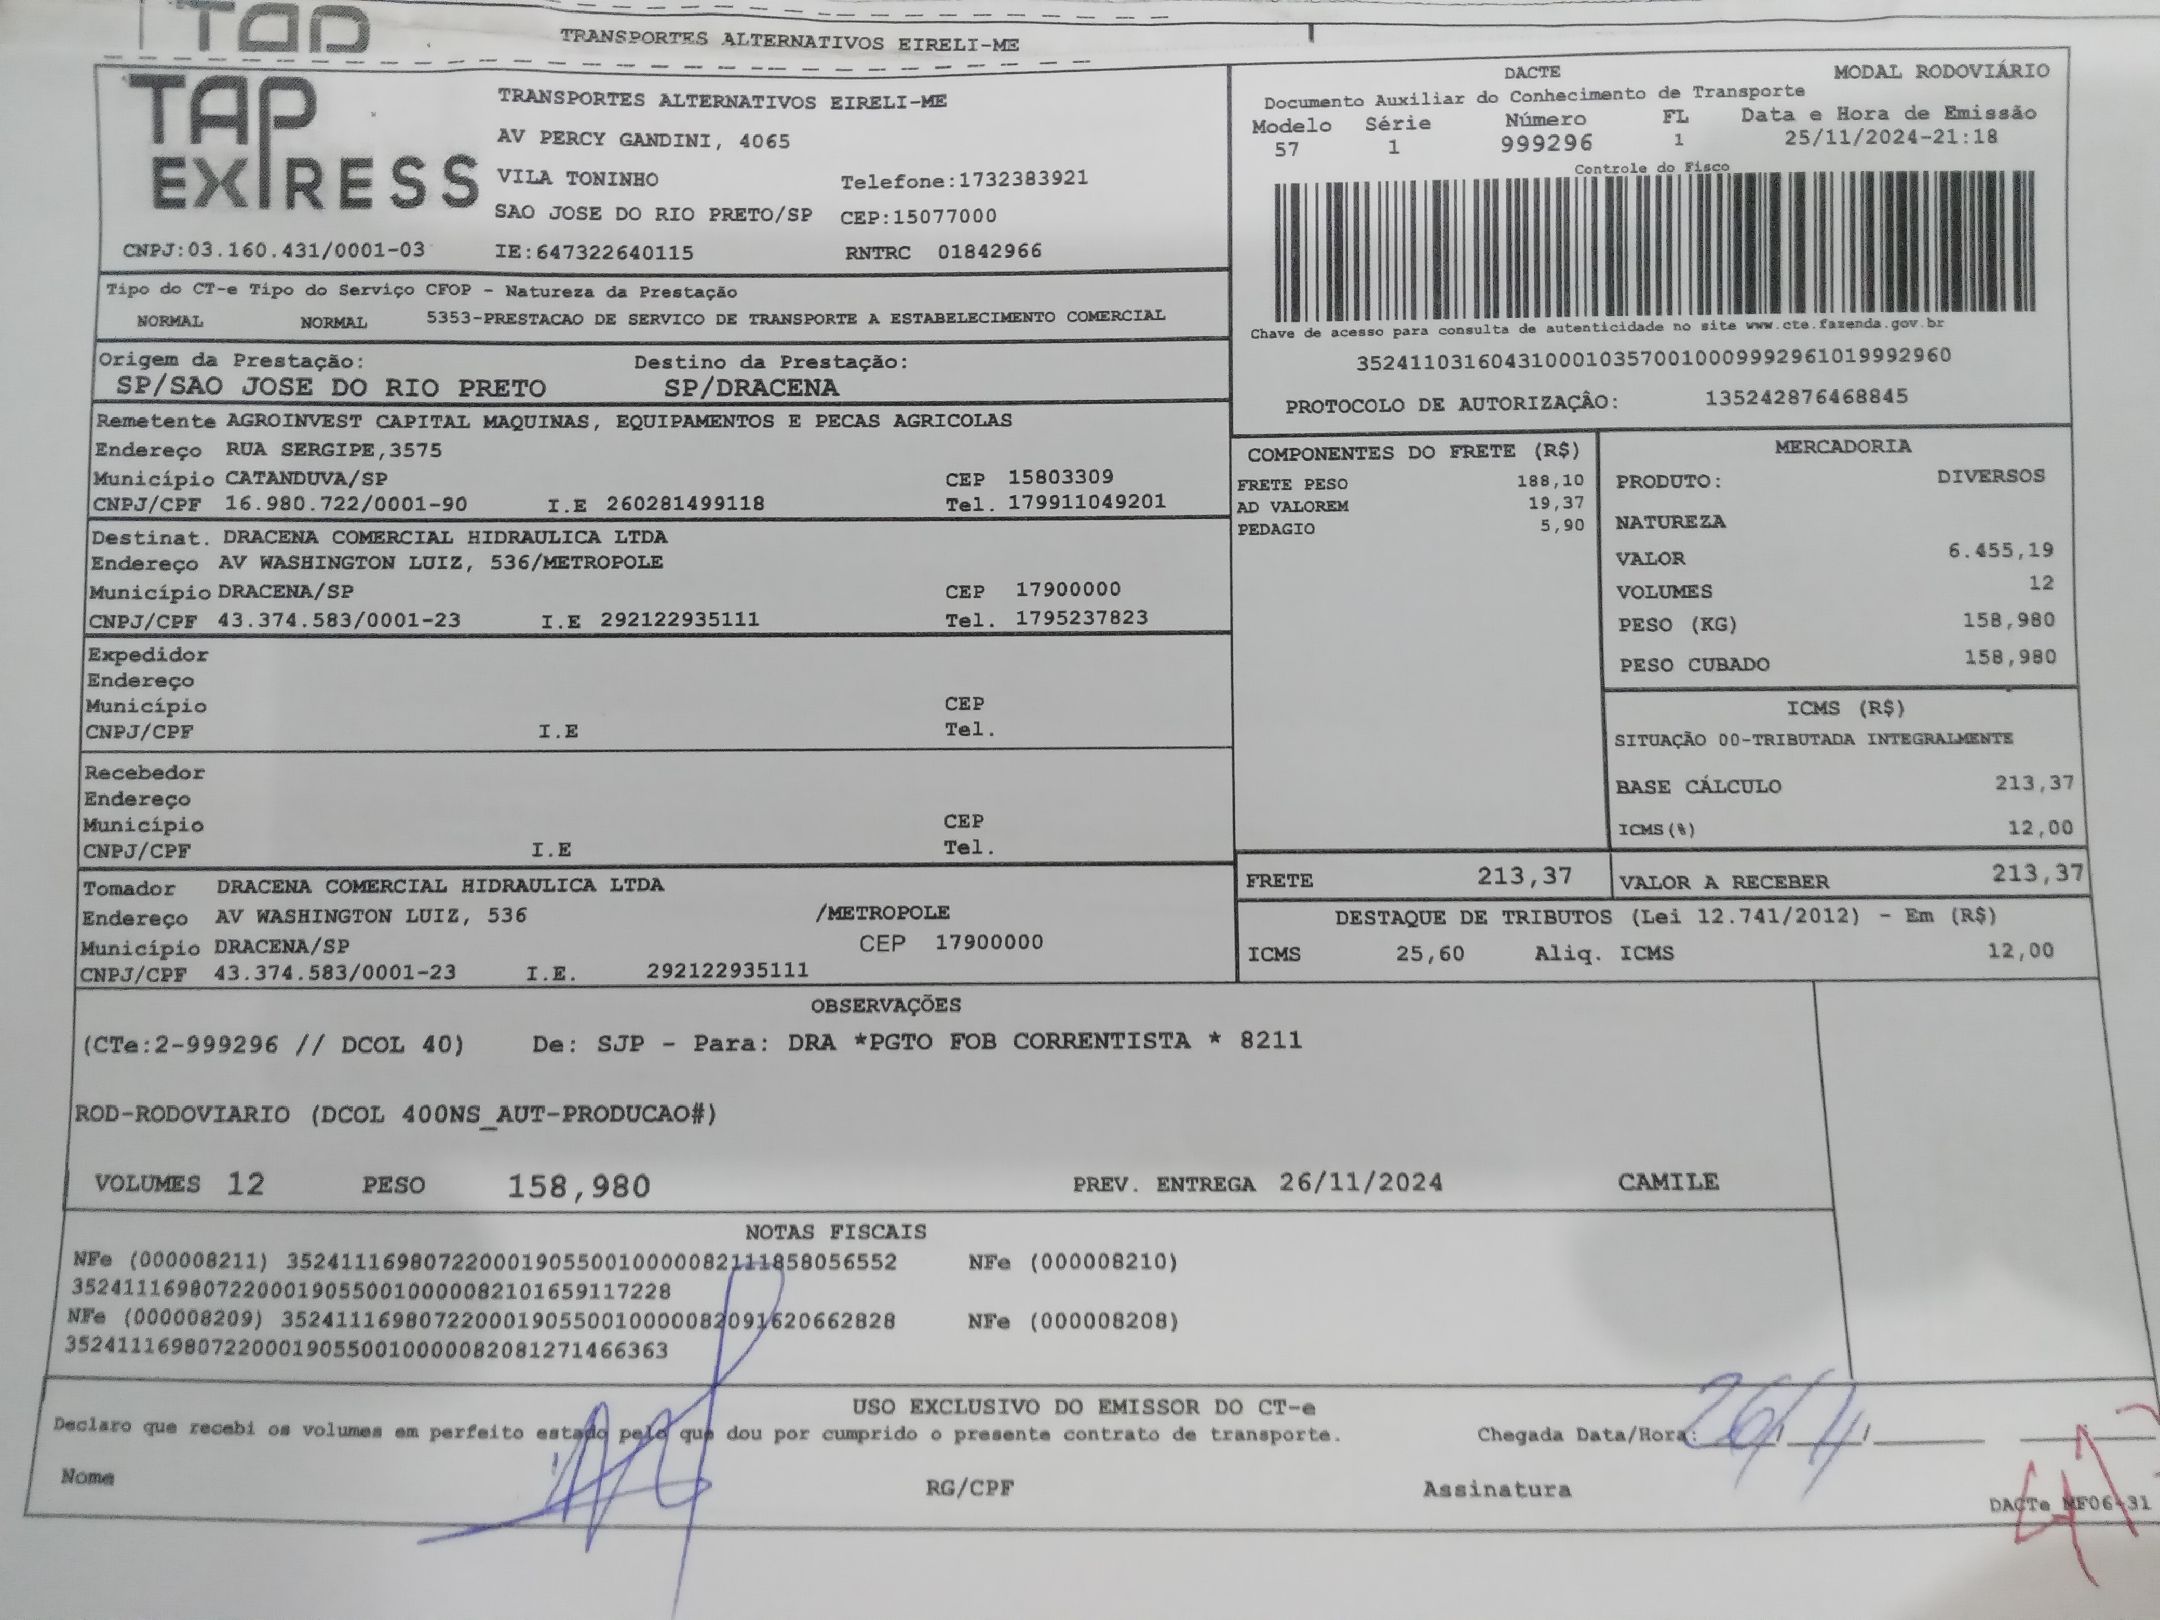 TAP
TRANSPORTES ALTERNATIVOS EIRELI-ME
TAP EXPRESS
TRANSPORTES ALTERNATIVOS EIRELI-ME
AV PERCY GANDINI, 4065
VILA TONINHO Telefone:1732383921
SAO JOSE DO RIO PRETO/SP CEP:15077000
CNPJ:03.160.431/0001-03 IE:647322640115 RNTRC 01842966
DACTE MODAL RODOVIÁRIO
Documento Auxiliar do Conhecimento de Transporte
Modelo Série Número FL Data e Hora de Emissão
57 1 999296 1 25/11/2024-21:18
Controle do Fisco
Chave de acesso para consulta de autenticidade no site www.cte.fazenda.gov.br
35241103160431000103570010009992961019992960
PROTOCOLO DE AUTORIZAÇÂO: 135242876468845
Tipo do CT-e Tipo do Serviço CFOP - Natureza da Prestação
NORMAL NORMAL 5353-PRESTACAO DE SERVICO DE TRANSPORTE A ESTABELECIMENTO COMERCIAL
Origem da Prestação: Destino da Prestação:
SP/SAO JOSE DO RIO PRETO SP/DRACENA
Remetente AGROINVEST CAPITAL MAQUINAS, EQUIPAMENTOS E PECAS AGRICOLAS
Endereço RUA SERGIPE,3575
Município CATANDUVA/SP CEP 15803309
CNPJ/CPF 16.980.722/0001-90 I.E 260281499118 Tel. 179911049201
Destinat. DRACENA COMERCIAL HIDRAULICA LTDA
Endereço AV WASHINGTON LUIZ, 536/METROPOLE
Município DRACENA/SP CEP 17900000
CNPJ/CPF 43.374.583/0001-23 I.E 292122935111 Tel. 1795237823
Expedidor
Endereço
Município CEP
CNPJ/CPF I.E Tel.
Recebedor
Endereço
Município CEP
CNPJ/CPF I.E Tel.
Tomador DRACENA COMERCIAL HIDRAULICA LTDA
Endereço AV WASHINGTON LUIZ, 536 /METROPOLE
Município DRACENA/SP CEP 17900000
CNPJ/CPF 43.374.583/0001-23 I.E. 292122935111
COMPONENTES DO FRETE (R$)
FRETE PESO 188,10
AD VALOREM 19,37
PEDAGIO 5,90
MERCADORIA
PRODUTO: DIVERSOS
NATUREZA
VALOR 6.455,19
VOLUMES 12
PESO (KG) 158,980
PESO CUBADO 158,980
ICMS (R$)
SITUAÇÃO 00-TRIBUTADA INTEGRALMENTE
BASE CÁLCULO 213,37
ICMS(%) 12,00
FRETE 213,37 VALOR A RECEBER 213,37
DESTAQUE DE TRIBUTOS (Lei 12.741/2012) - Em (R$)
ICMS 25,60 Aliq. ICMS 12,00
OBSERVAÇÕES
(CTe:2-999296 // DCOL 40) De: SJP - Para: DRA *PGTO FOB CORRENTISTA * 8211
ROD-RODOVIARIO (DCOL 400NS_AUT-PRODUCAO#)
VOLUMES 12 PESO 158,980 PREV. ENTREGA 26/11/2024 CAMILE
NOTAS FISCAIS
NFe (000008211) 35241116980722000190550010000082111858056552 NFe (000008210)
35241116980722000190550010000082101659117228
NFe (000008209) 35241116980722000190550010000082091620662828 NFe (000008208)
35241116980722000190550010000082081271466363
USO EXCLUSIVO DO EMISSOR DO CT-e
Declaro que recebi os volumes em perfeito estado pelo que dou por cumprido o presente contrato de transporte. Chegada Data/Hora: 26/11/
Nome RG/CPF Assinatura
DACTe MF06-31